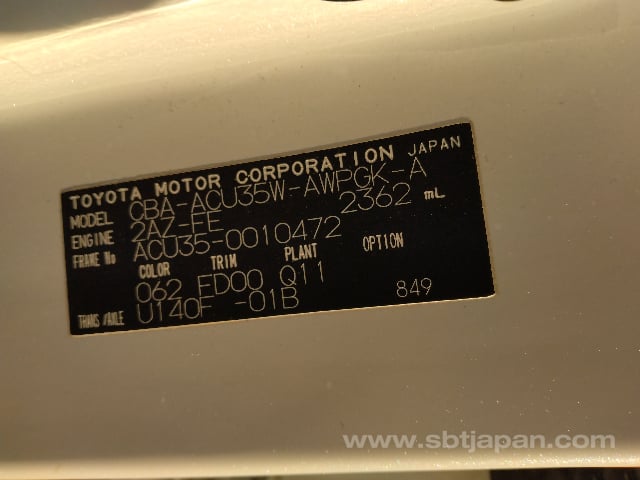 TOYOTA MOTOR CORPORATION JAPAN
MODEL CBA-ACU35W-AWPGK-A
ENGINE 2AZ-FE 2362 mL
FRAME No ACU35-0010472
COLOR TRIM PLANT OPTION
062 FD00 Q11
TRANS/AXLE U140F -01B 849
www.sbtjapan.com